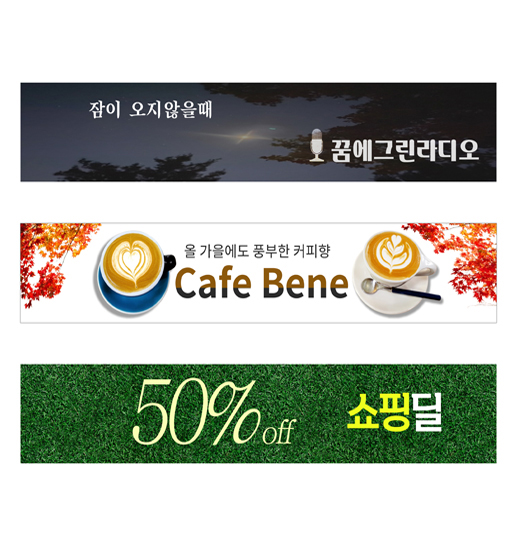 잠이 오지않을때
꿈에그린라디오
올 가을에도 풍부한 커피향
Cafe Bene
50% off
쇼핑딜